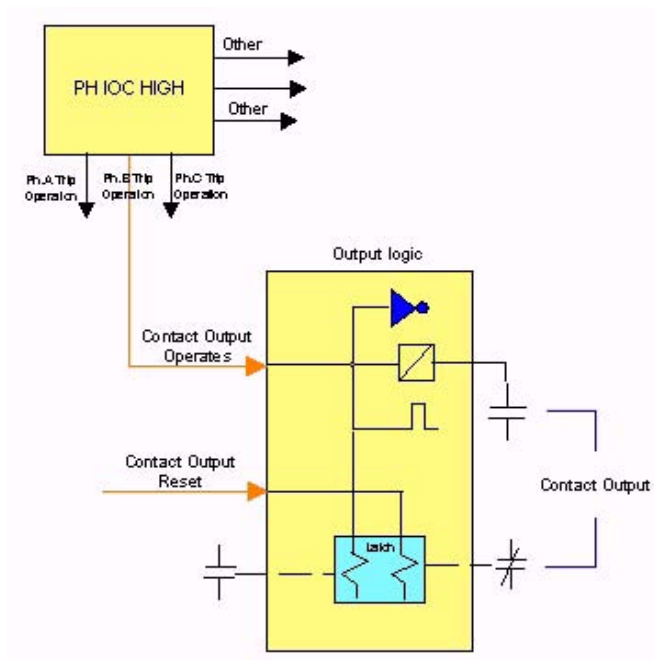 Other
PH IOC HIGH
Other
Ph.A Trip
Operation
Ph.B Trip
Operation
Ph.C Trip
Operation
Output logic
Contact Output
Operates
Contact Output
Reset
Contact Output
Latch